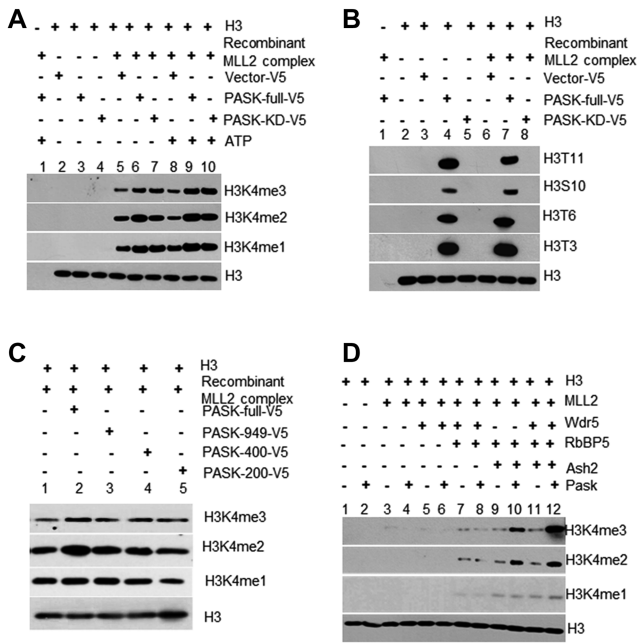 A
- + + + + + + + + + H3
Recombinant
+ - - - + + + + + + MLL2 complex
- + - - + - - + - - Vector-V5
+ - + - - + - - + - PASK-full-V5
- - - + - - + - - + PASK-KD-V5
+ - - - - - - + + + ATP
1 2 3 4 5 6 7 8 9 10
H3K4me3
H3K4me2
H3K4me1
H3
B
- + + + + + + + H3
Recombinant
+ - - - - + + + MLL2 complex
- - + - - + - - Vector-V5
+ - - + - - + - PASK-full-V5
- - - - + - - + PASK-KD-V5
1 2 3 4 5 6 7 8
H3T11
H3S10
H3T6
H3T3
H3
C
+ + + + + H3
Recombinant
+ + + + + MLL2 complex
- + - - - PASK-full-V5
- - + - - PASK-949-V5
- - - + - PASK-400-V5
- - - - + PASK-200-V5
1 2 3 4 5
H3K4me3
H3K4me2
H3K4me1
H3
D
+ + + + + + + + + + + + H3
- - + + + + + + + + + + MLL2
- - - - + + + + - - + + Wdr5
- - - - - - + + + + + + RbBP5
- - - - - - - - + + + + Ash2
- + - + - + - + - + - + Pask
1 2 3 4 5 6 7 8 9 10 11 12
H3K4me3
H3K4me2
H3K4me1
H3